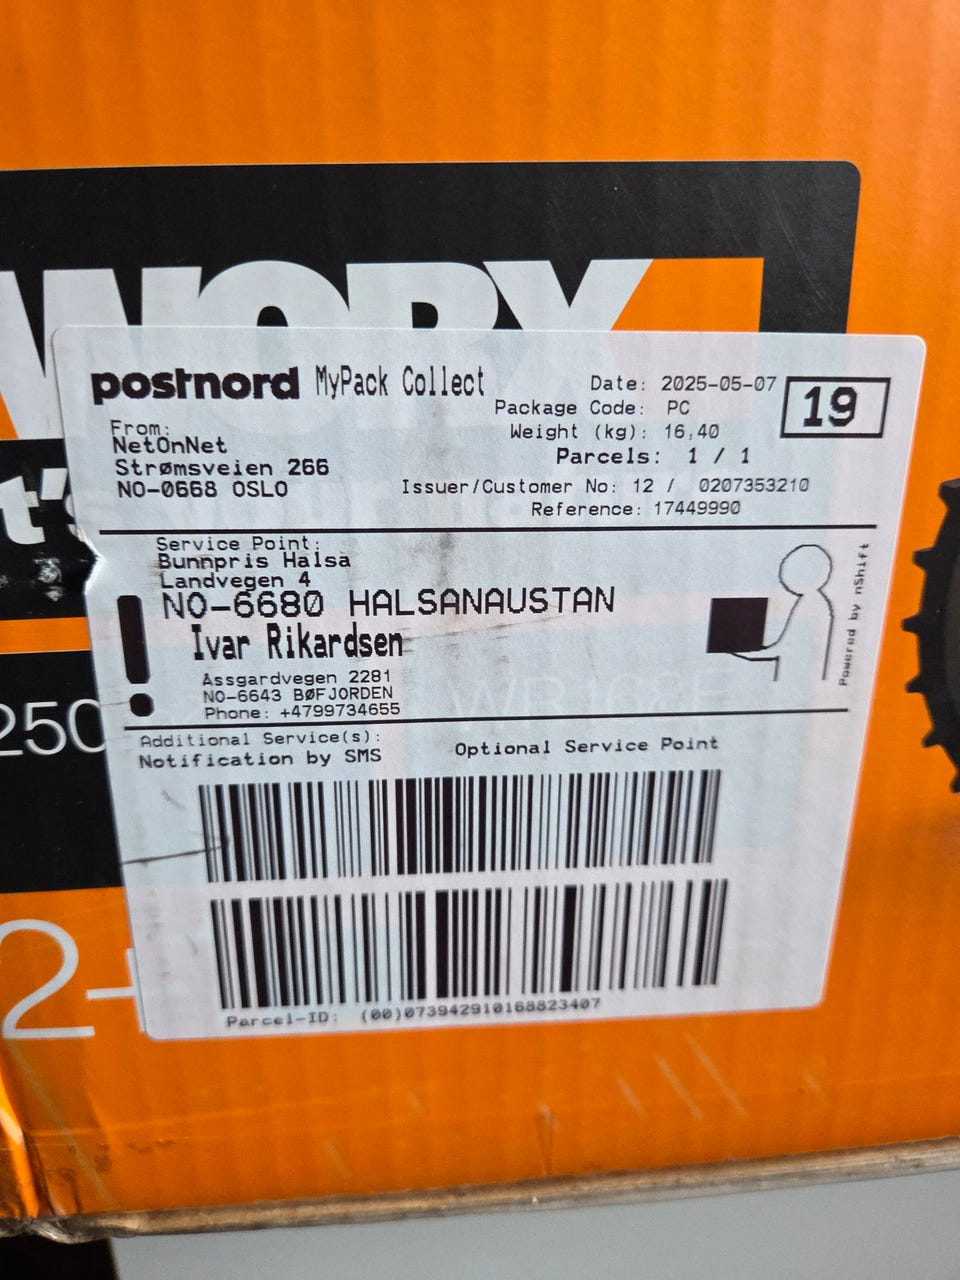 WORX
t's
postnord MyPack Collect
Date: 2025-05-07
19
Package Code: PC
Weight (kg): 16,40
Parcels: 1 / 1
From:
NetOnNet
Strømsveien 266
NO-0668 OSLO
Issuer/Customer No: 12 / 0207353210
Reference: 17449990
Service Point:
Bunnpris Halsa
Landvegen 4
NO-6680 HALSANAUSTAN
Ivar Rikardsen
Assgardvegen 2281
NO-6643 BØFJORDEN
Phone: +4799734655
Powered by nShift
250
Additional Service(s):
Notification by SMS
Optional Service Point
2+
Parcel-ID: (00)073942910168823407